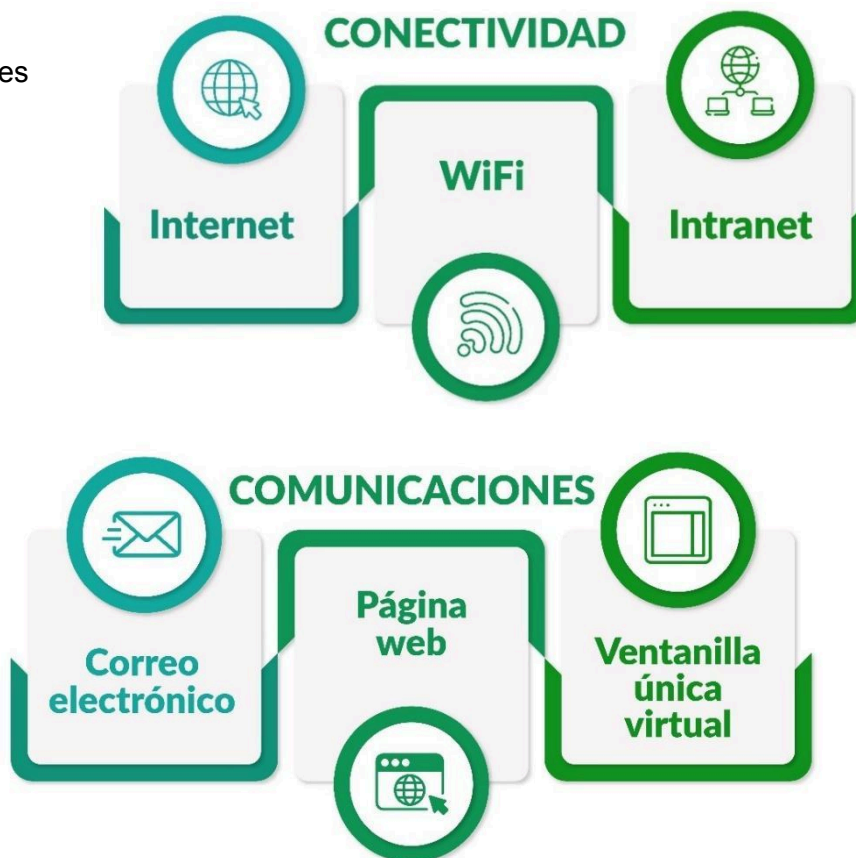 CONECTIVIDAD
es
Internet
WiFi
Intranet
COMUNICACIONES
Correo
electrónico
Página
web
Ventanilla
única
virtual